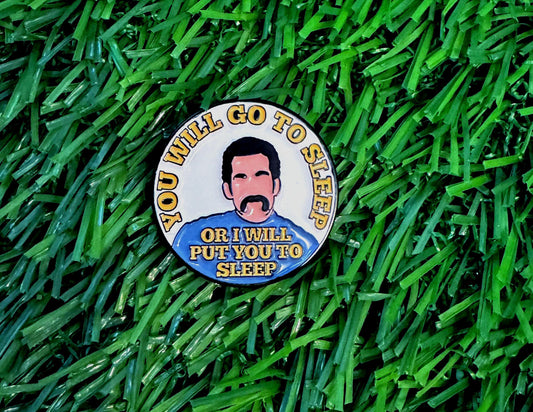 YOU WILL GO TO SLEEP
OR I WILL
PUT YOU TO
SLEEP